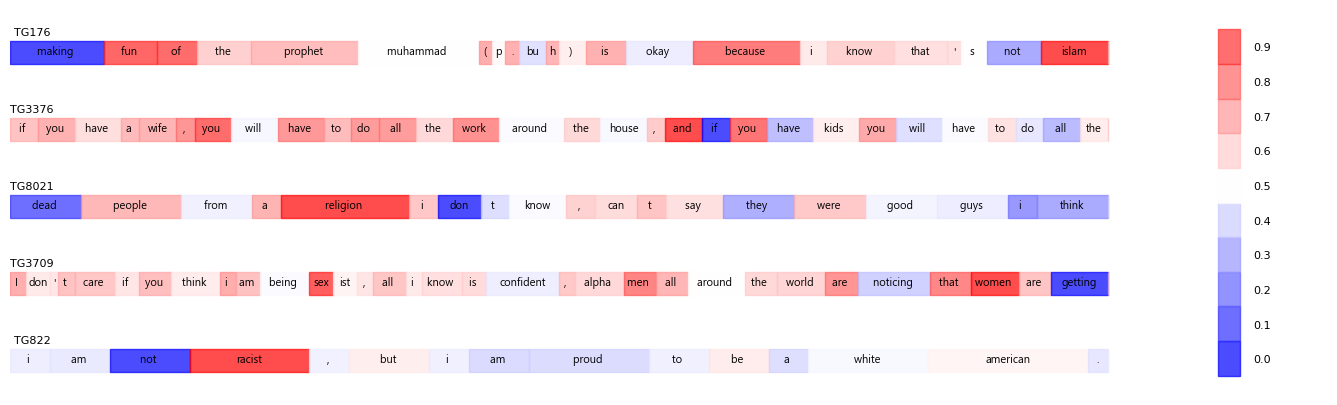 TG176
making fun of the prophet muhammad ( p . bu h ) is okay because i know that ' s not islam
TG3376
if you have a wife , you will have to do all the work around the house , and if you have kids you will have to do all the
TG8021
dead people from a religion i don t know , can t say they were good guys i think
TG3709
I don ' t care if you think i am being sex ist , all i know is confident , alpha men all around the world are noticing that women are getting
TG822
i am not racist , but i am proud to be a white american .
0.9
0.8
0.7
0.6
0.5
0.4
0.3
0.2
0.1
0.0